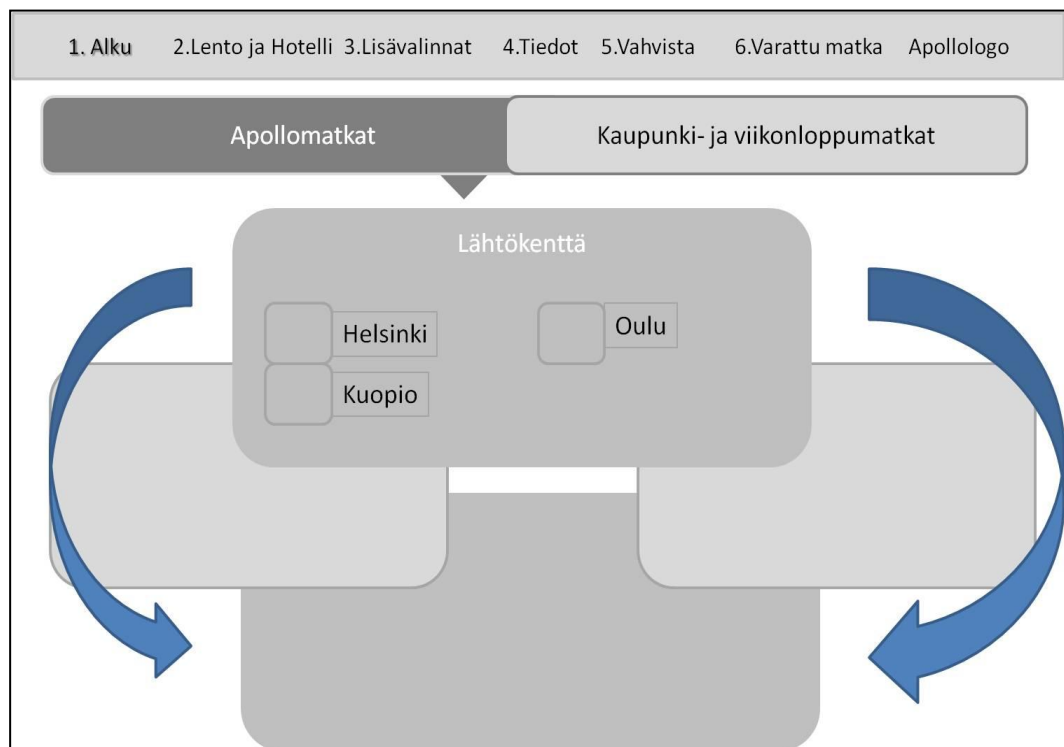 1. Alku 2.Lento ja Hotelli 3.Lisävalinnat 4.Tiedot 5.Vahvista 6.Varattu matka Apollologo
Apollomatkat Kaupunki- ja viikonloppumatkat
Lähtökenttä
Helsinki Oulu
Kuopio